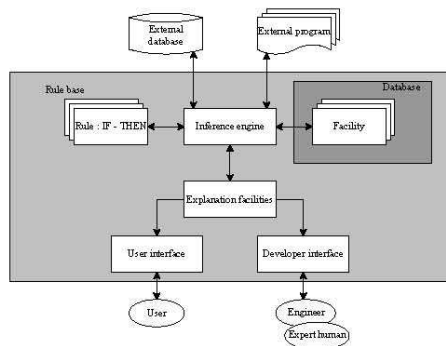 External
database
External program
Rule base
Database
Rule : IF - THEN
Inference engine
Facility
Explanation facilities
User interface
Developer interface
User
Engineer
Expert human